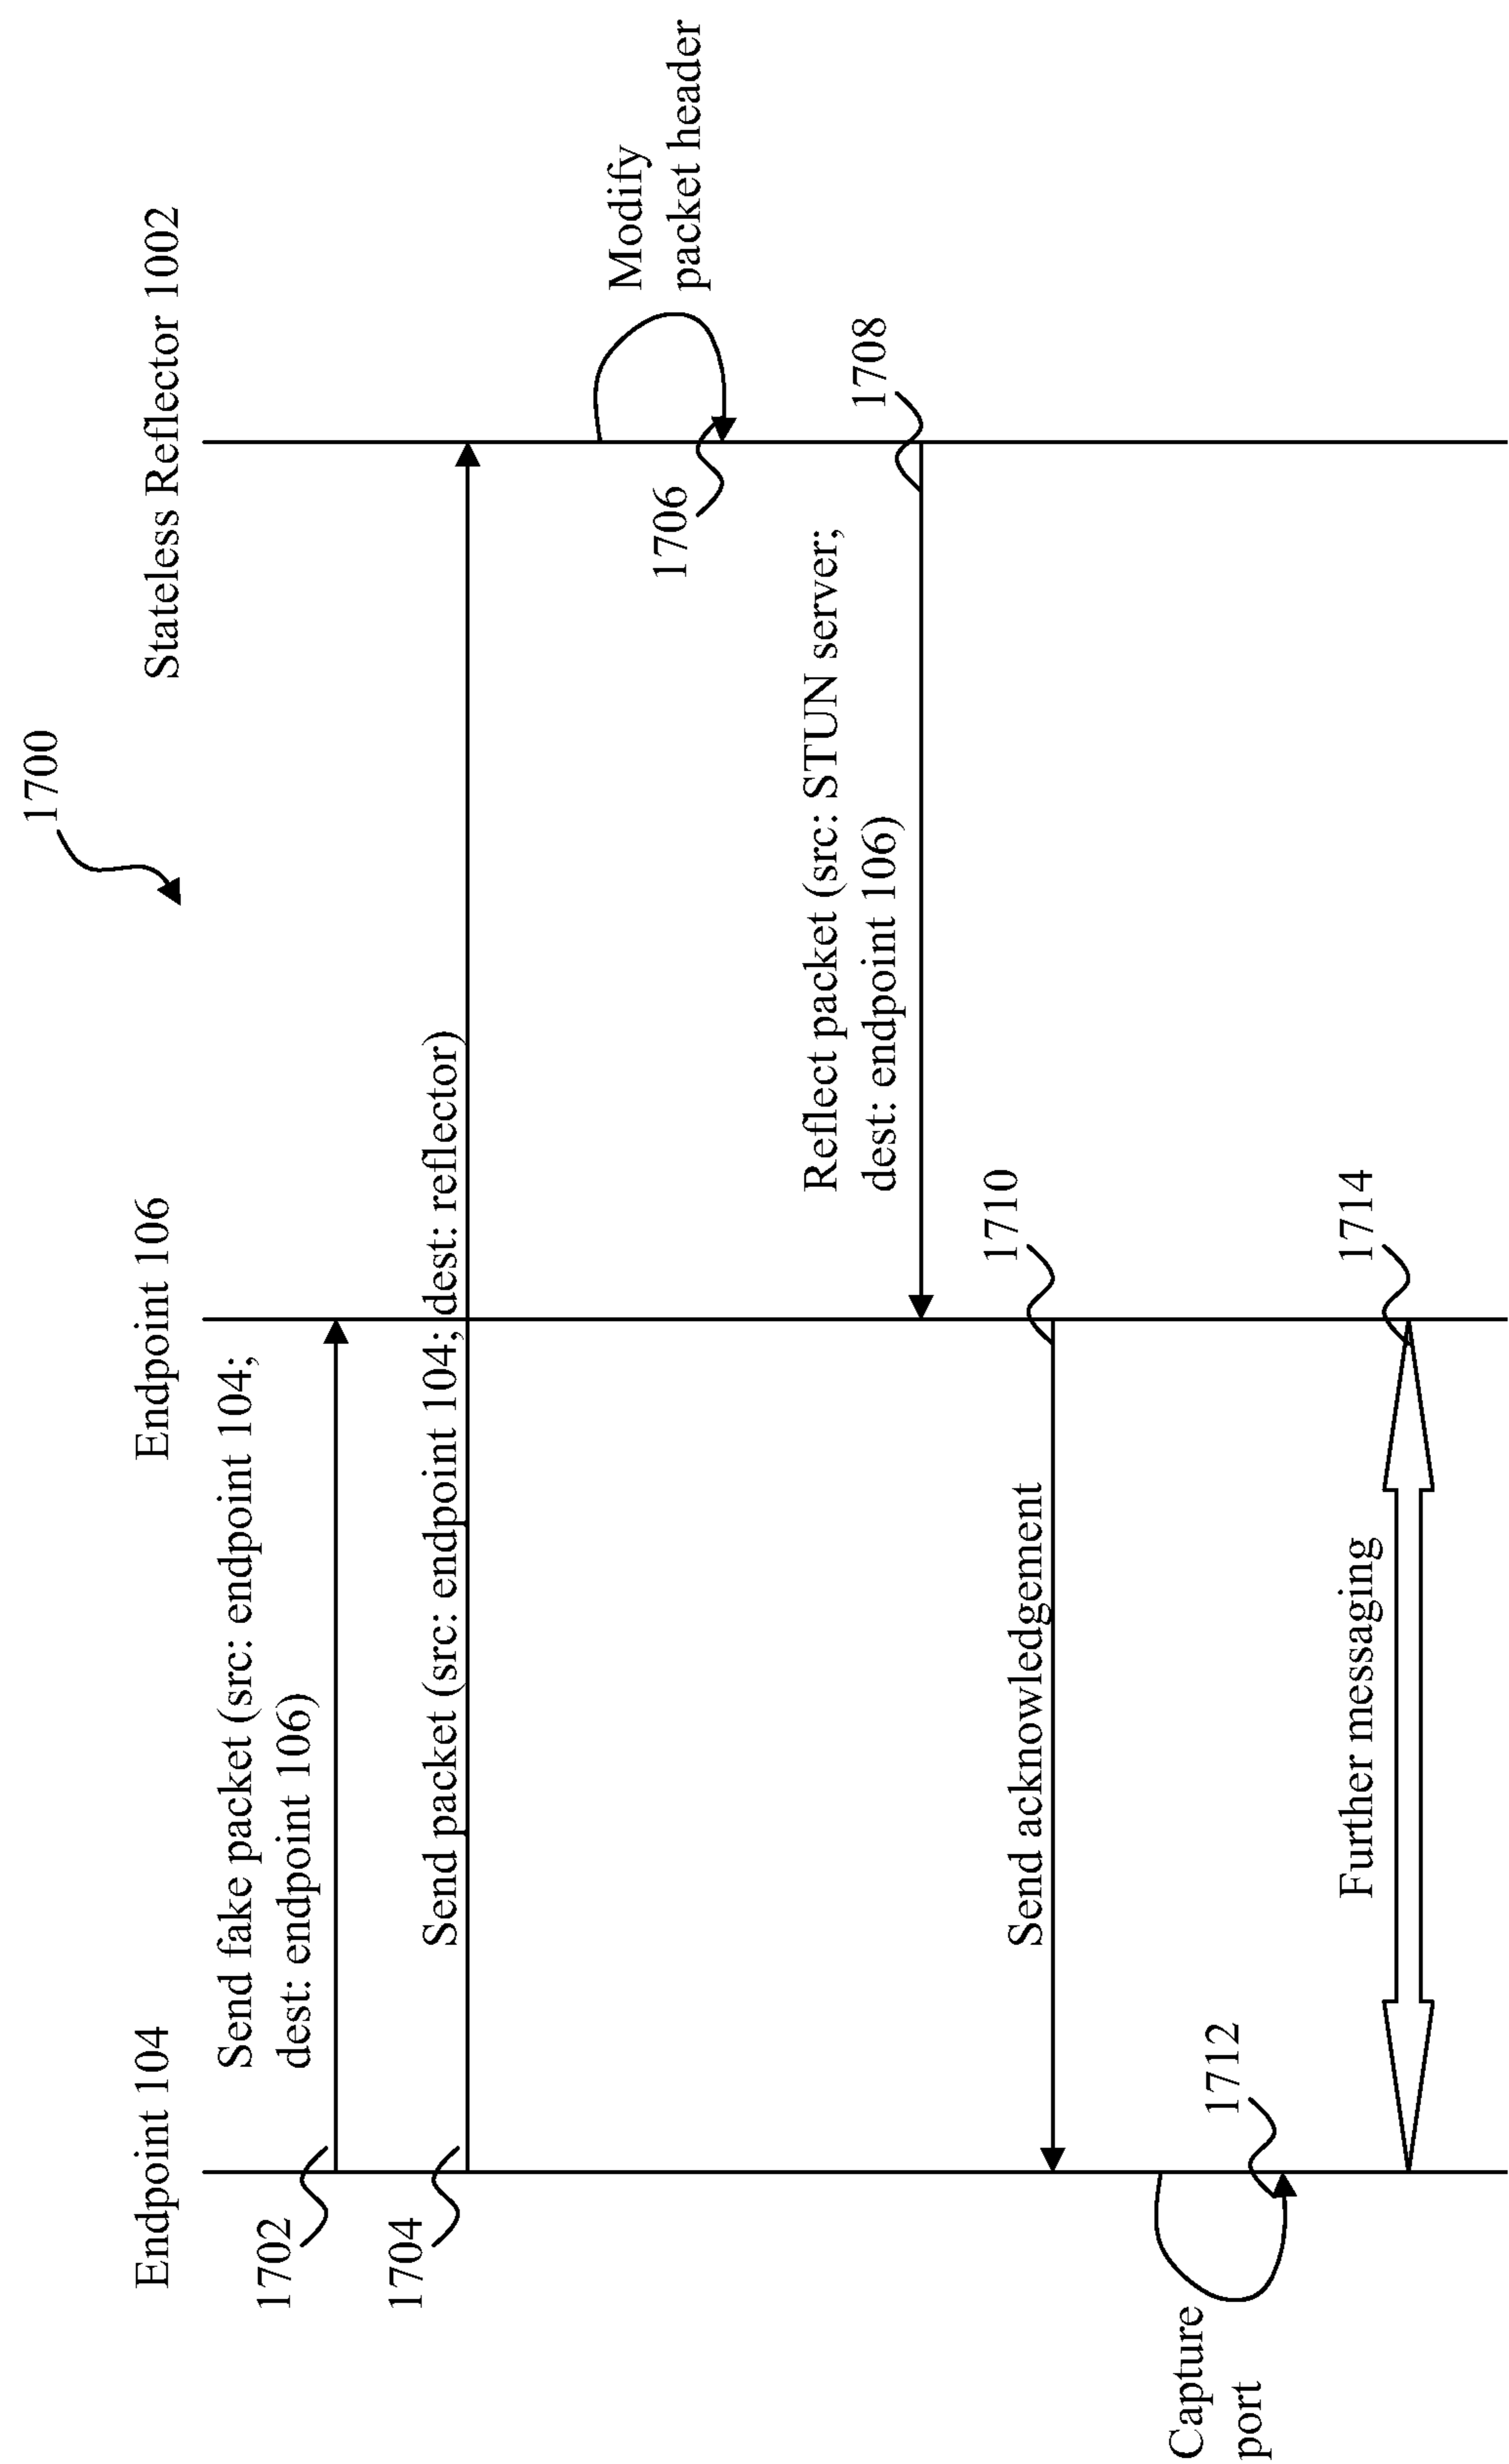 1700
Endpoint 104
Endpoint 106
Stateless Reflector 1002
Send fake packet (src: endpoint 104;
dest: endpoint 106)
1702
Send packet (src: endpoint 104; dest: reflector)
1704
Modify
packet header
1706
Reflect packet (src: STUN server;
dest: endpoint 106)
1708
Send acknowledgement
1710
Capture
port
1712
Further messaging
1714